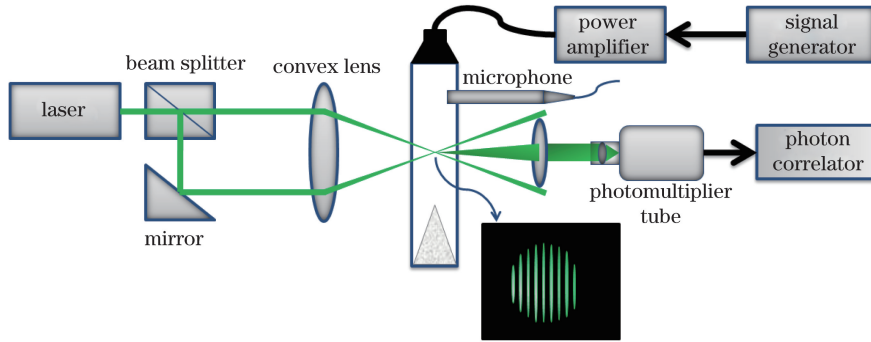 power
amplifier
signal
generator
beam splitter
convex lens
microphone
laser
photon
correlator
photomultiplier
tube
mirror